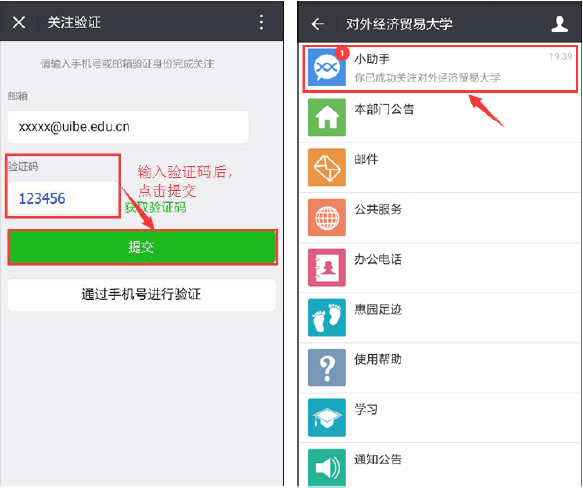 关注验证
请输入手机号或邮箱验证身份完成关注
邮箱
xxxxx@uibe.edu.cn
验证码
输入验证码后，
点击提交
123456
获取验证码
提交
通过手机号进行验证
对外经济贸易大学
1
小助手
19:39
你已成功关注对外经济贸易大学
本部门公告
邮件
公共服务
办公电话
惠园足迹
?
使用帮助
学习
通知公告